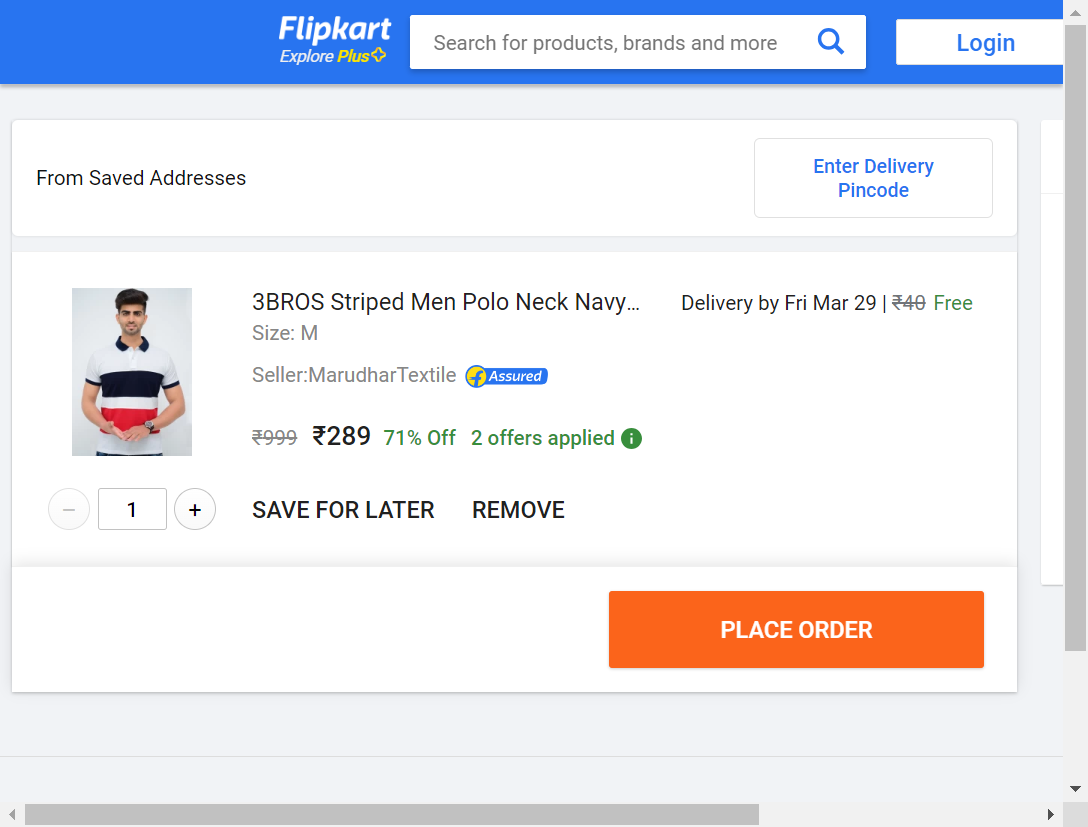 Flipkart
Explore Plus
Search for products, brands and more
Login
From Saved Addresses
Enter Delivery
Pincode
3BROS Striped Men Polo Neck Navy...
Delivery by Fri Mar 29 | ₹40 Free
Size: M
Seller:MarudharTextile
Assured
₹999 ₹289 71% Off 2 offers applied
1
SAVE FOR LATER
REMOVE
PLACE ORDER